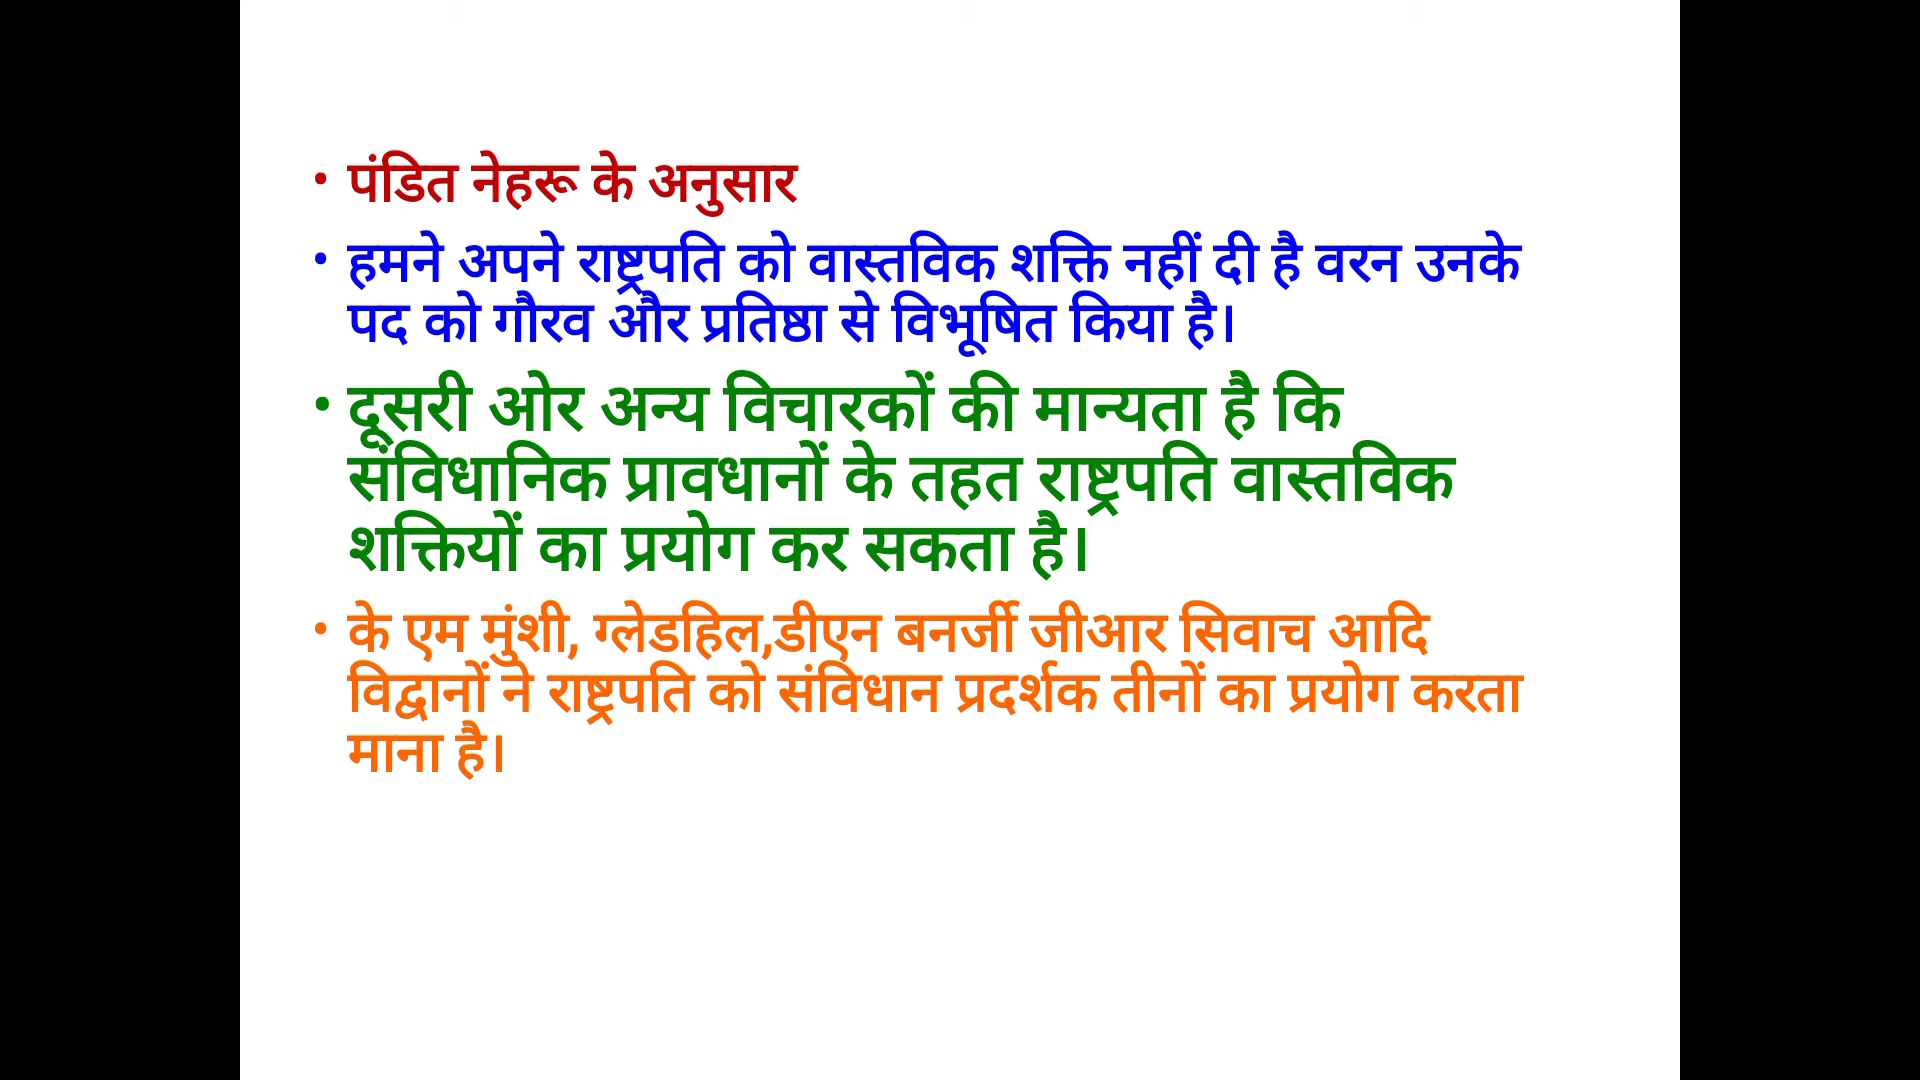 • पंडित नेहरू के अनुसार
• हमने अपने राष्ट्रपति को वास्तविक शक्ति नहीं दी है वरन उनके
पद को गौरव और प्रतिष्ठा से विभूषित किया है।
• दूसरी ओर अन्य विचारकों की मान्यता है कि
संविधानिक प्रावधानों के तहत राष्ट्रपति वास्तविक
शक्तियों का प्रयोग कर सकता है।
• के एम मुंशी, ग्लेडहिल,डीएन बनर्जी जीआर सिवाच आदि
विद्वानों ने राष्ट्रपति को संविधान प्रदर्शक तीनों का प्रयोग करता
माना है।